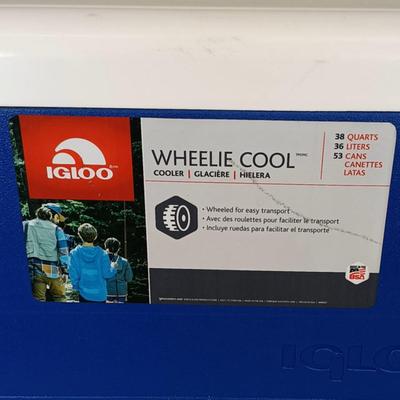 IGLOO
WHEELIE COOL
COOLER | GLACIÈRE | HIELERA
38 QUARTS
36 LITERS
53 CANS
CANETTES
LATAS
• Wheeled for easy transport
• Avec des roulettes pour faciliter le transport
• Incluye ruedas para facilitar el transporte
USA
IGLOO